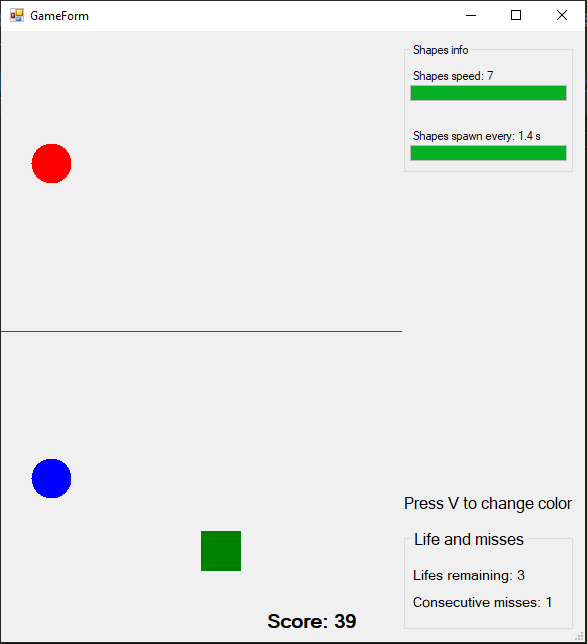 GameForm
Shapes info
Shapes speed: 7
Shapes spawn every: 1.4 s
Press V to change color
Life and misses
Lifes remaining: 3
Consecutive misses: 1
Score: 39